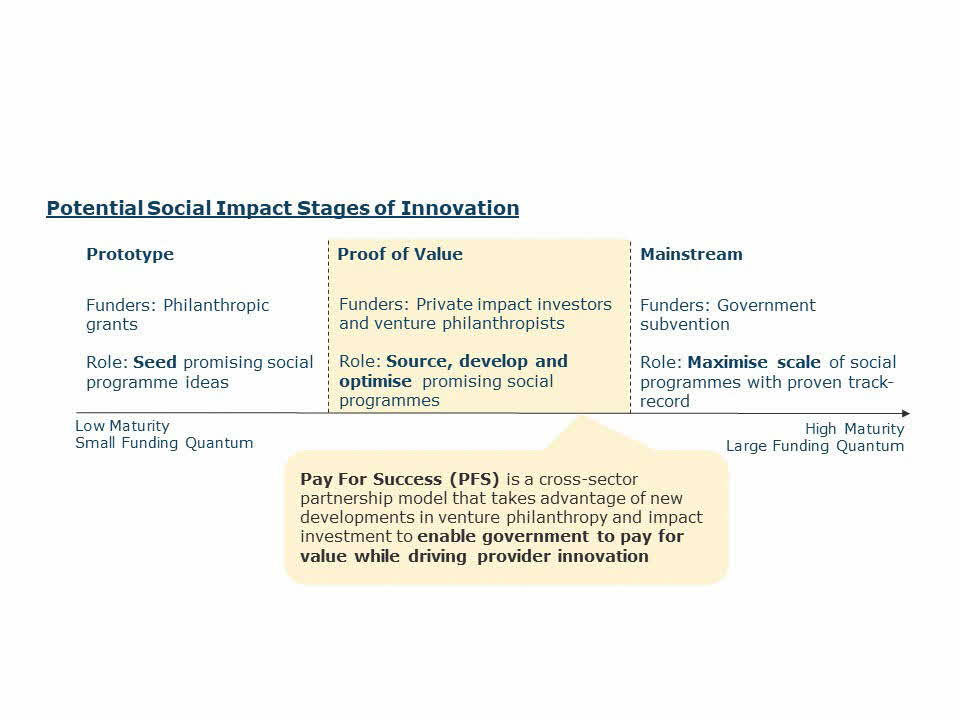 Potential Social Impact Stages of Innovation
Prototype
Funders: Philanthropic
grants
Role: Seed promising social
programme ideas
Proof of Value
Funders: Private impact investors
and venture philanthropists
Role: Source, develop and
optimise promising social
programmes
Mainstream
Funders: Government
subvention
Role: Maximise scale of social
programmes with proven track-
record
Low Maturity
Small Funding Quantum
High Maturity
Large Funding Quantum
Pay For Success (PFS) is a cross-sector
partnership model that takes advantage of new
developments in venture philanthropy and impact
investment to enable government to pay for
value while driving provider innovation